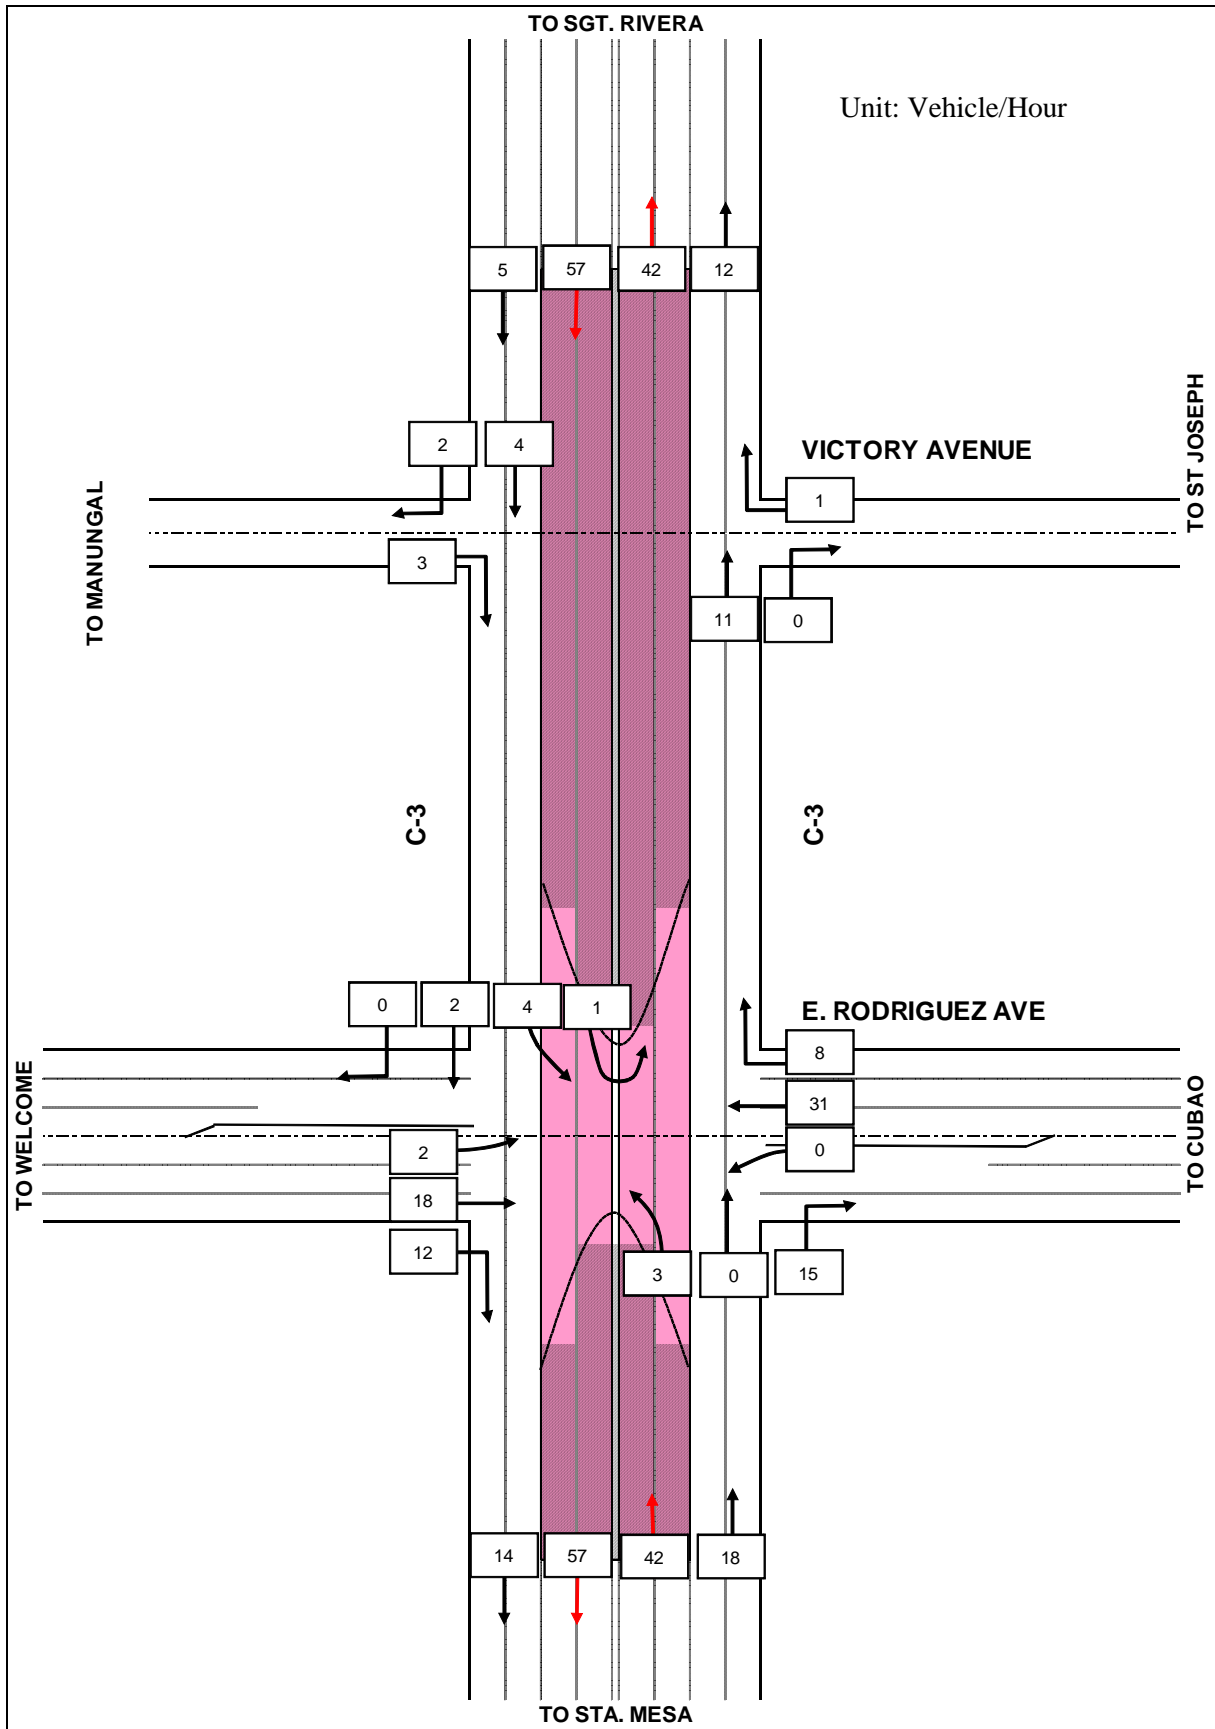 TO SGT. RIVERA
Unit: Vehicle/Hour
5 57 42 12
2 4
VICTORY AVENUE
TO ST JOSEPH
1
TO MANUNGAL
3
11 0
C-3
C-3
0 2 4 1
E. RODRIGUEZ AVE
8
31
0
TO WELCOME
TO CUBAO
2
18
12
3 0 15
14 57 42 18
TO STA. MESA